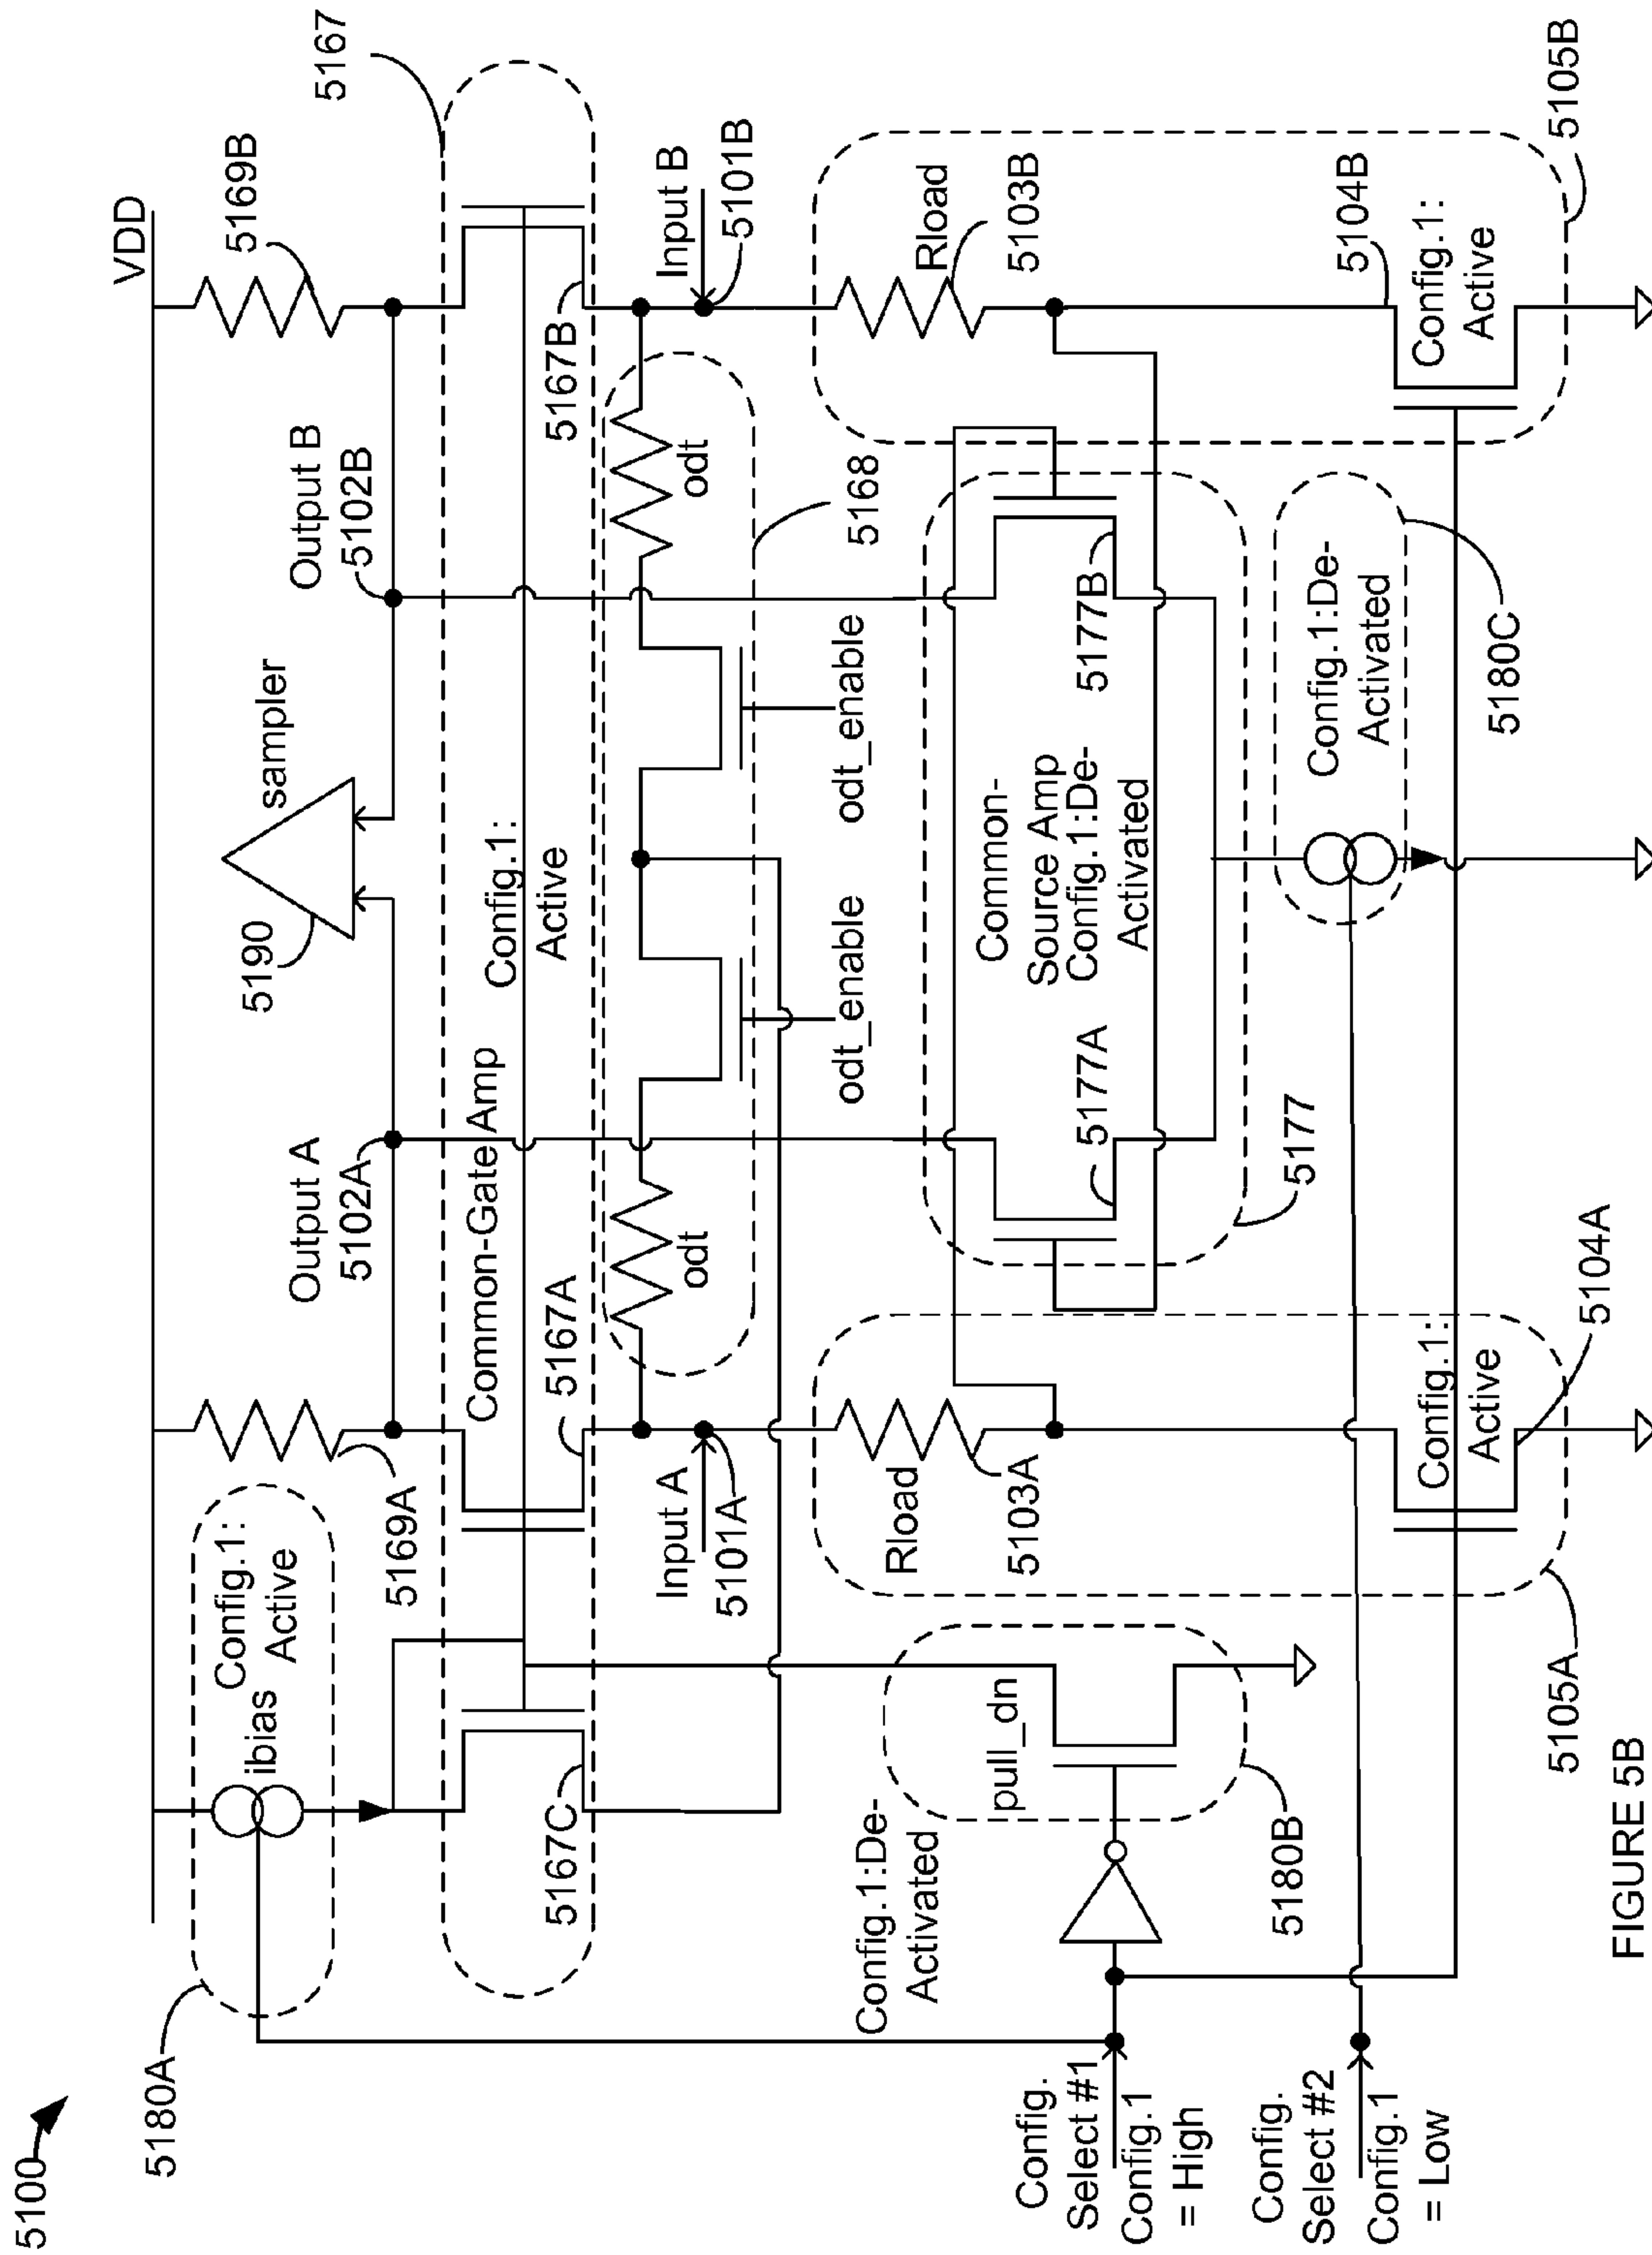 5100
5180A
Config.1:
Active
ibias
VDD
5169A
5169B
5190
sampler
Output A
5102A
Output B
5102B
5167
Common-Gate Amp
Config.1:
Active
5167C
5167A
5167B
Input A
5101A
Input B
5101B
odt
odt
5168
odt_enable
odt_enable
Config.1:De-
Activated
pull_dn
5180B
Rload
5103A
Rload
5103B
Common-
Source Amp
Config.1:De-
Activated
5177A
5177B
5177
Config.1:De-
Activated
5180C
Config.
Select #1
Config.1
= High
Config.
Select #2
Config.1
= Low
Config.1:
Active
5104A
5105A
5104B
Config.1:
Active
5105B
FIGURE 5B